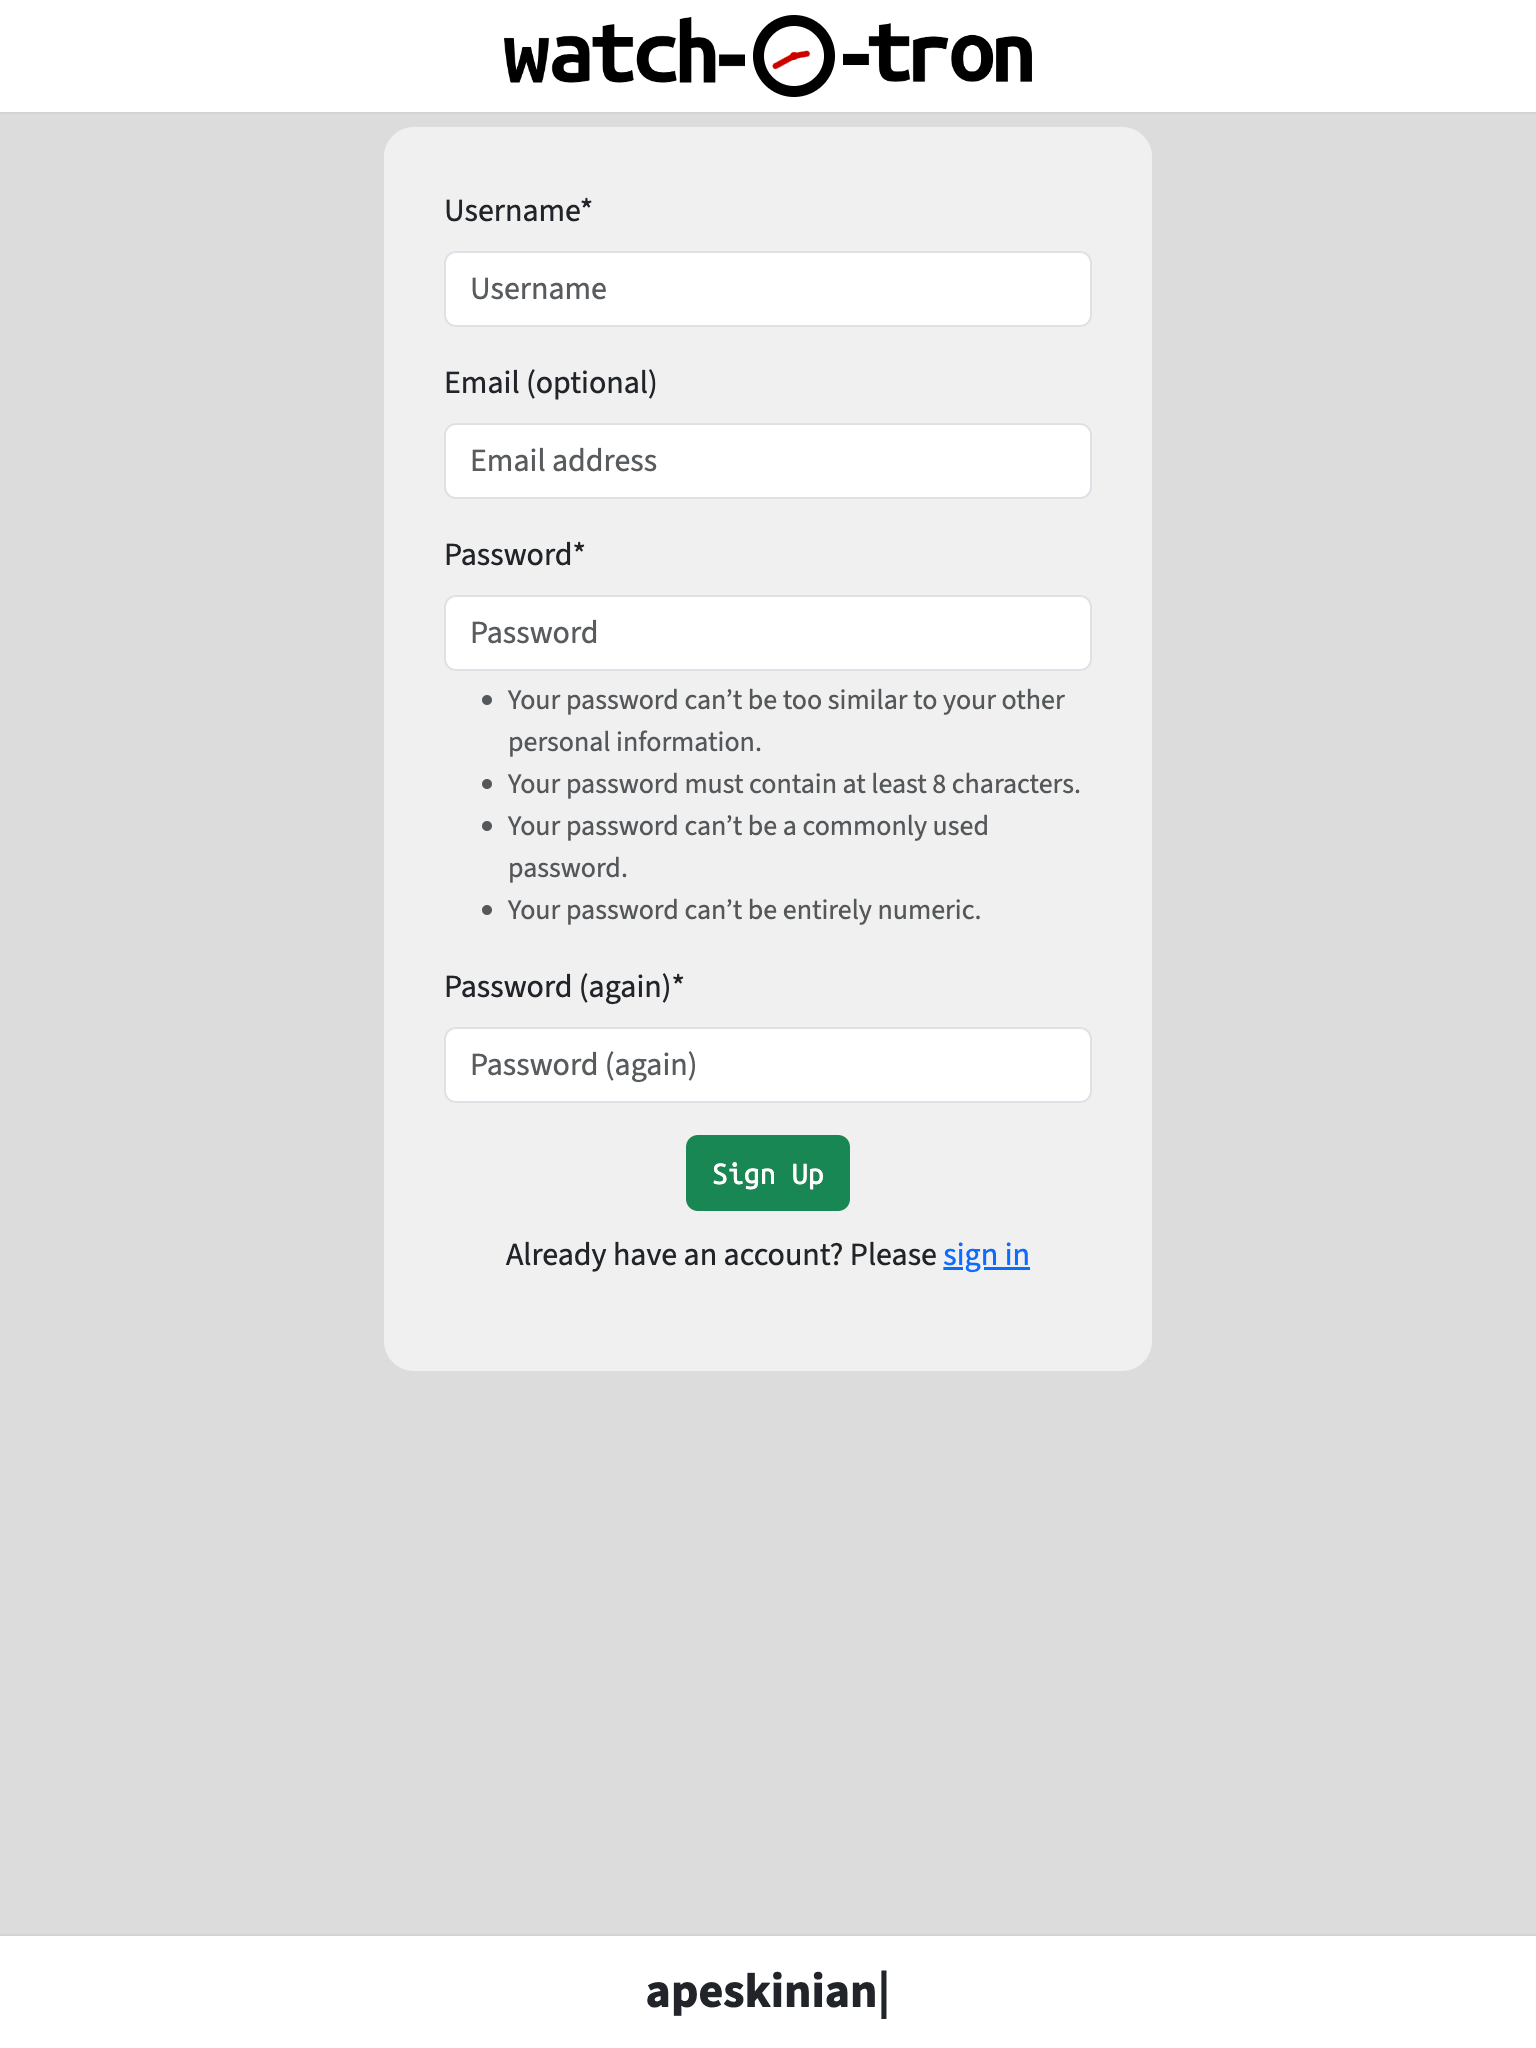 watch-O-tron
Username*
Username
Email (optional)
Email address
Password*
Password
• Your password can’t be too similar to your other
personal information.
• Your password must contain at least 8 characters.
• Your password can’t be a commonly used
password.
• Your password can’t be entirely numeric.
Password (again)*
Password (again)
Sign Up
Already have an account? Please sign in
apeskinian|